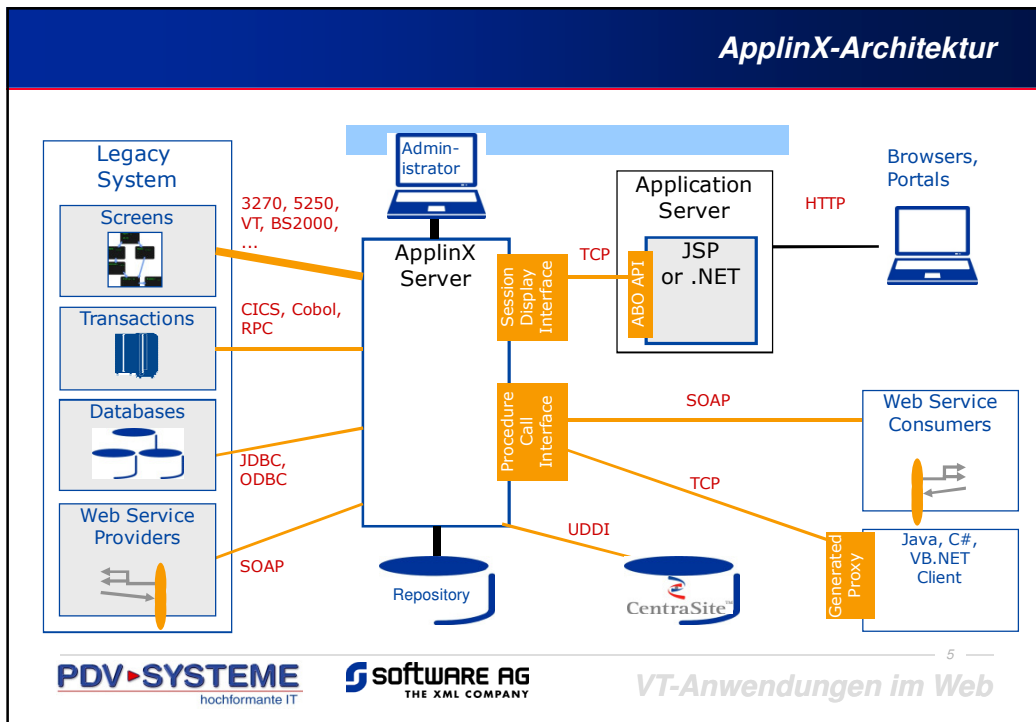 ApplinX-Architektur
Legacy
System
Screens
Transactions
Databases
Web Service
Providers
3270, 5250,
VT, BS2000,
...
CICS, Cobol,
RPC
JDBC,
ODBC
SOAP
Admin-
istrator
ApplinX
Server
Session
Display
Interface
Procedure
Call
Interface
Repository
TCP
Application
Server
ABO API
JSP
or .NET
HTTP
Browsers,
Portals
SOAP
Web Service
Consumers
TCP
UDDI
CentraSite™
Generated
Proxy
Java, C#,
VB.NET
Client
PDV SYSTEME
hochformante IT
SOFTWARE AG
THE XML COMPANY
5
VT-Anwendungen im Web